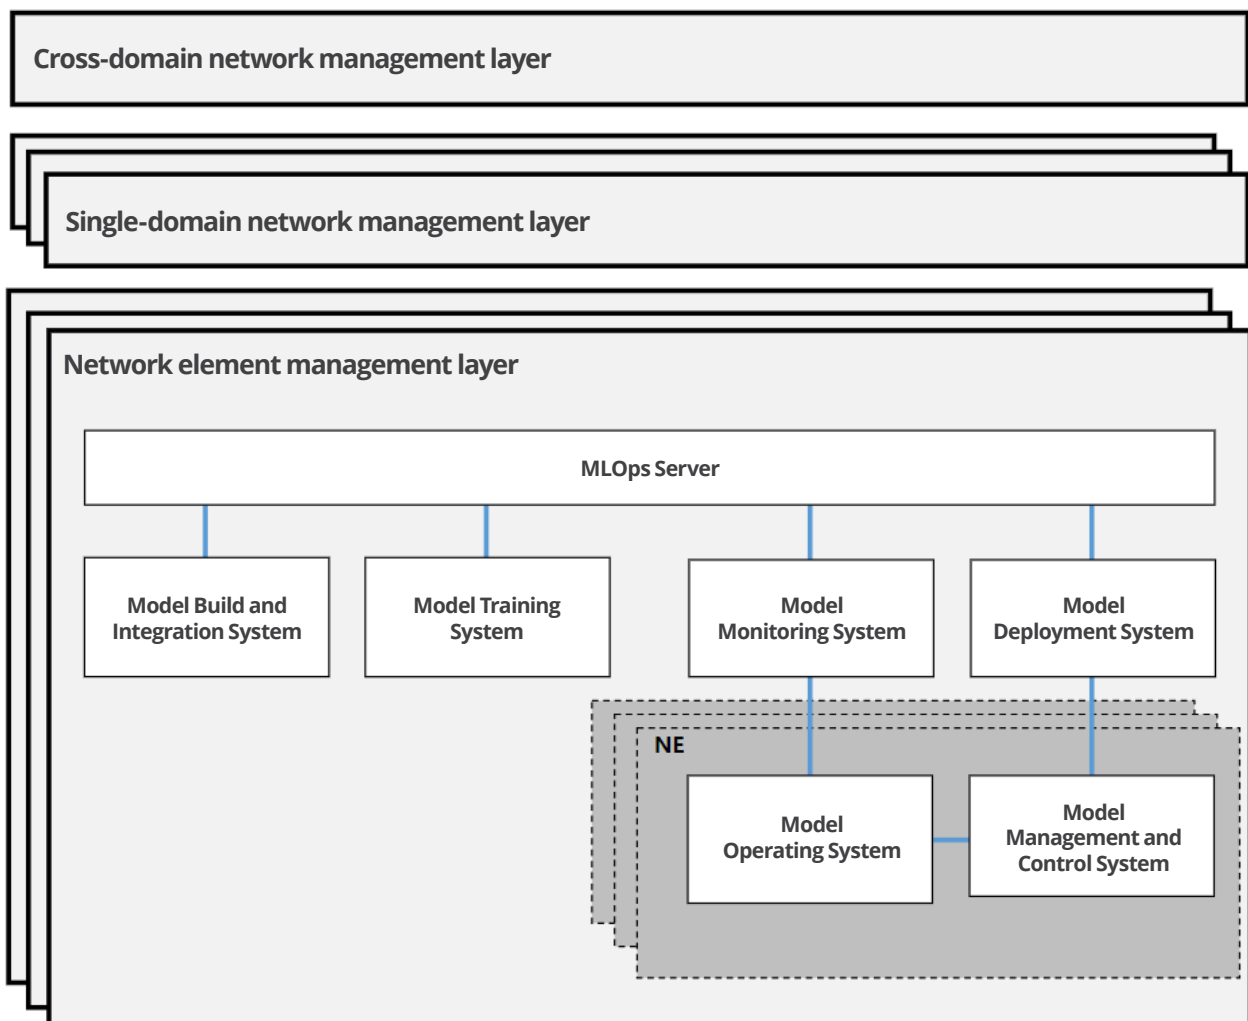 Cross-domain network management layer
Single-domain network management layer
Network element management layer
MLOps Server
Model Build and
Integration System
Model Training
System
Model
Monitoring System
Model
Deployment System
NE
Model
Operating System
Model
Management and
Control System